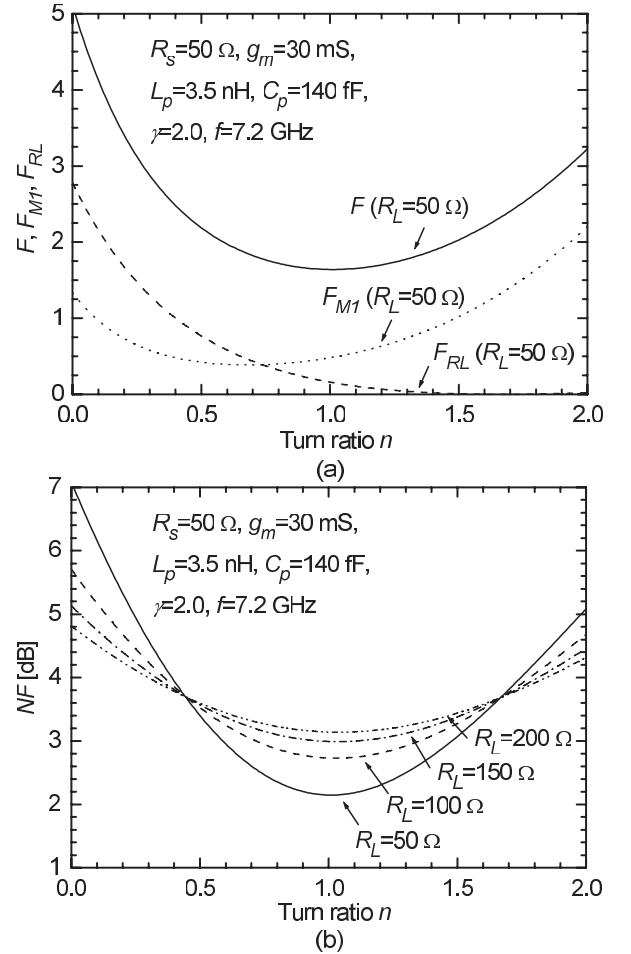 5
4
3
2
1
0
F, F_M1, F_RL
R_s=50 Ω, g_m=30 mS,
L_p=3.5 nH, C_p=140 fF,
γ=2.0, f=7.2 GHz
F (R_L=50 Ω)
F_M1 (R_L=50 Ω)
F_RL (R_L=50 Ω)
0.0 0.5 1.0 1.5 2.0
Turn ratio n
(a)
7
6
5
4
3
2
1
NF [dB]
R_s=50 Ω, g_m=30 mS,
L_p=3.5 nH, C_p=140 fF,
γ=2.0, f=7.2 GHz
R_L=200 Ω
R_L=150 Ω
R_L=100 Ω
R_L=50 Ω
0.0 0.5 1.0 1.5 2.0
Turn ratio n
(b)